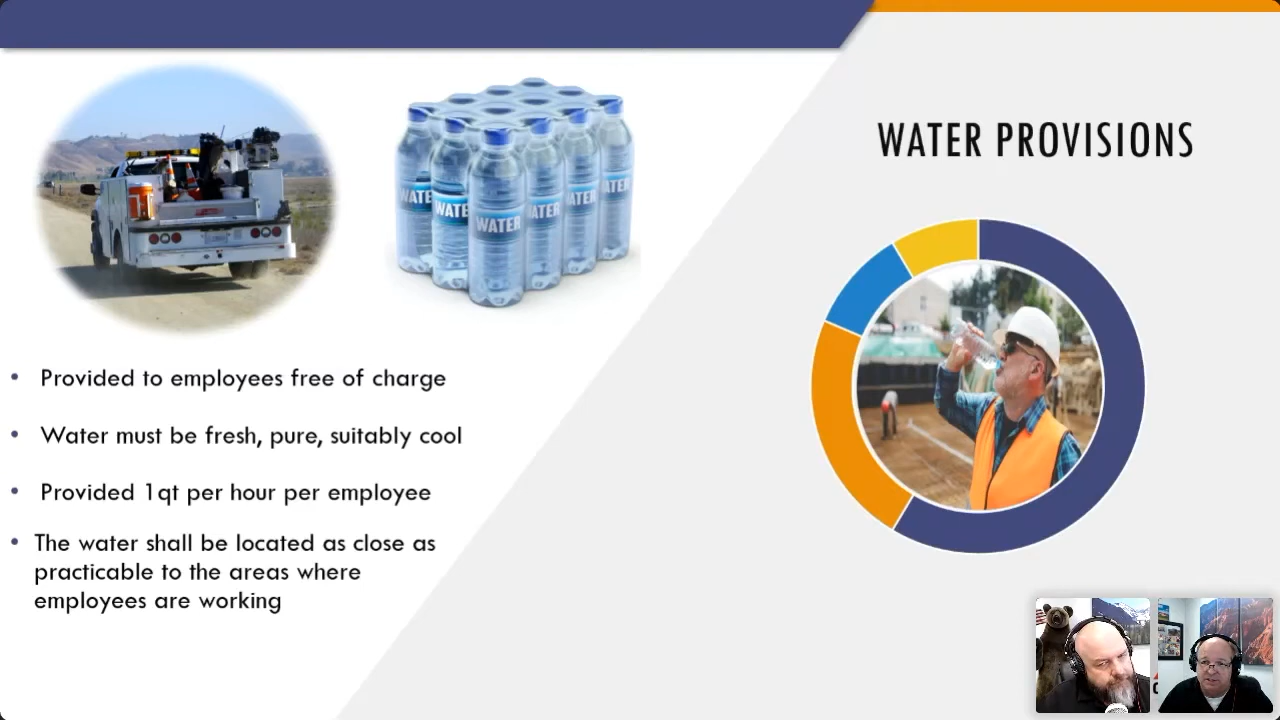 WATER PROVISIONS
WATER
WATER
WATER
WATER
WATER
WATER
Provided to employees free of charge
Water must be fresh, pure, suitably cool
Provided 1qt per hour per employee
The water shall be located as close as
practicable to the areas where
employees are working